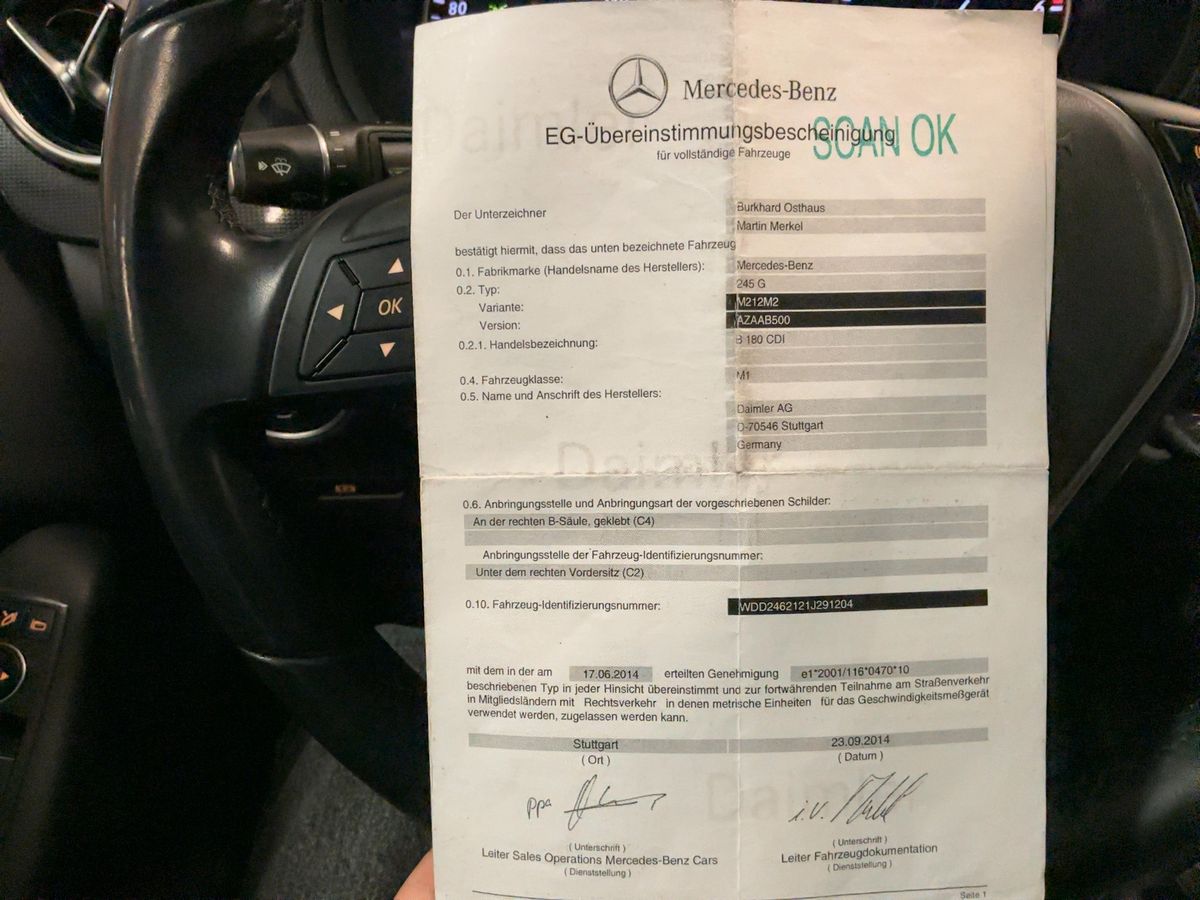 80
6
Mercedes-Benz
EG-Übereinstimmungsbescheinigung
SCAN OK
für vollständige Fahrzeuge
Der Unterzeichner
Burkhard Osthaus
Martin Merkel
bestätigt hiermit, dass das unten bezeichnete Fahrzeug
0.1. Fabrikmarke (Handelsname des Herstellers): Mercedes-Benz
0.2. Typ: 245 G
Variante: M212M2
Version: AZAAB500
0.2.1. Handelsbezeichnung: B 180 CDI
0.4. Fahrzeugklasse: M1
0.5. Name und Anschrift des Herstellers:
Daimler AG
D-70546 Stuttgart
Germany
0.6. Anbringungsstelle und Anbringungsart der vorgeschriebenen Schilder:
An der rechten B-Säule, geklebt (C4)
Anbringungsstelle der Fahrzeug-Identifizierungsnummer:
Unter dem rechten Vordersitz (C2)
0.10. Fahrzeug-Identifizierungsnummer: WDD2462121J291204
mit dem in der am 17.06.2014 erteilten Genehmigung e1*2001/116*0470*10
beschriebenen Typ in jeder Hinsicht übereinstimmt und zur fortwährenden Teilnahme am Straßenverkehr
in Mitgliedsländern mit Rechtsverkehr in denen metrische Einheiten für das Geschwindigkeitsmeßgerät
verwendet werden, zugelassen werden kann.
Stuttgart 23.09.2014
( Ort ) ( Datum )
ppa
i.V.
( Unterschrift ) ( Unterschrift )
Leiter Sales Operations Mercedes-Benz Cars Leiter Fahrzeugdokumentation
( Dienststellung ) ( Dienststellung )
Seite 1
OK